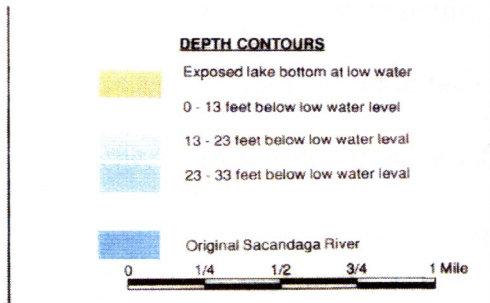 DEPTH CONTOURS
Exposed lake bottom at low water
0 - 13 feet below low water level
13 - 23 feet below low water leval
23 - 33 feet below low water leval
Original Sacandaga River
0 1/4 1/2 3/4 1 Mile